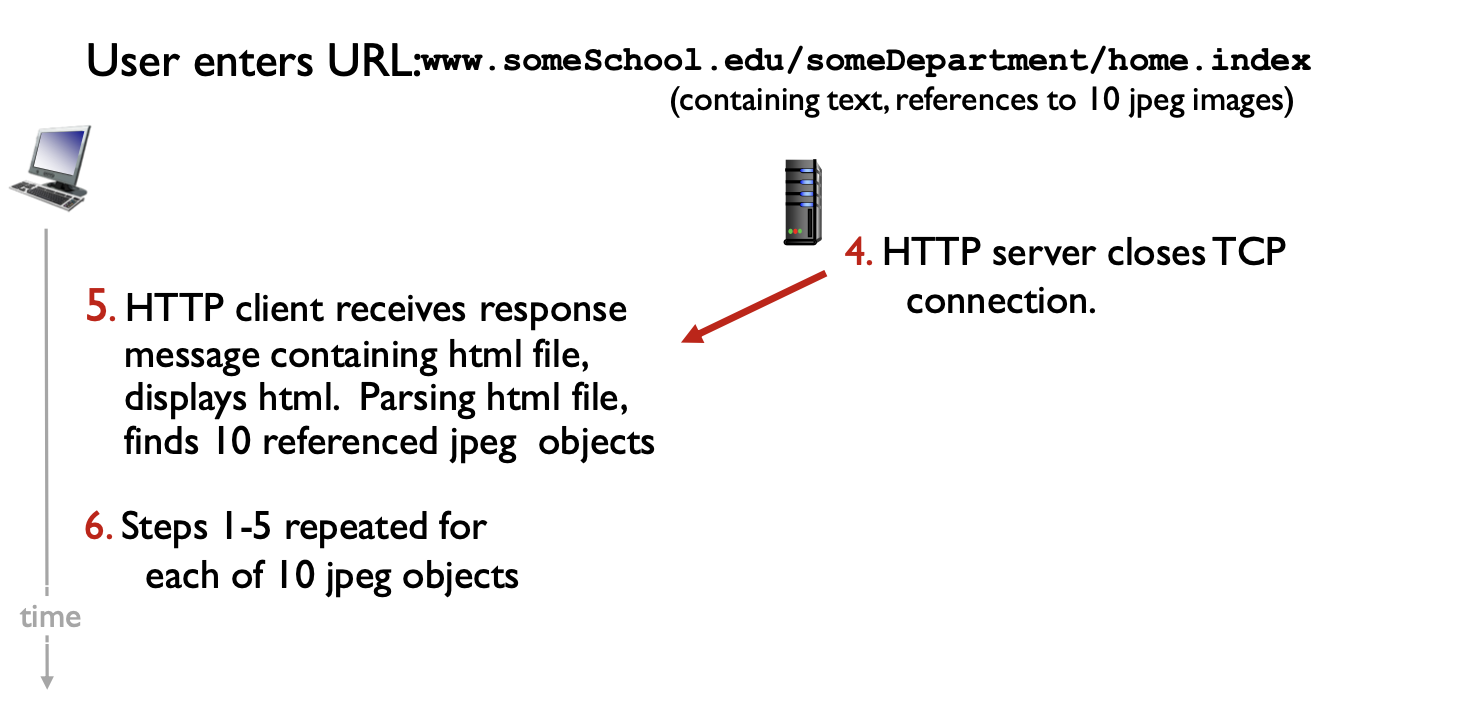 User enters URL:www.someSchool.edu/someDepartment/home.index
(containing text, references to 10 jpeg images)
4. HTTP server closes TCP
connection.
5. HTTP client receives response
message containing html file,
displays html. Parsing html file,
finds 10 referenced jpeg objects
6. Steps 1-5 repeated for
each of 10 jpeg objects
time